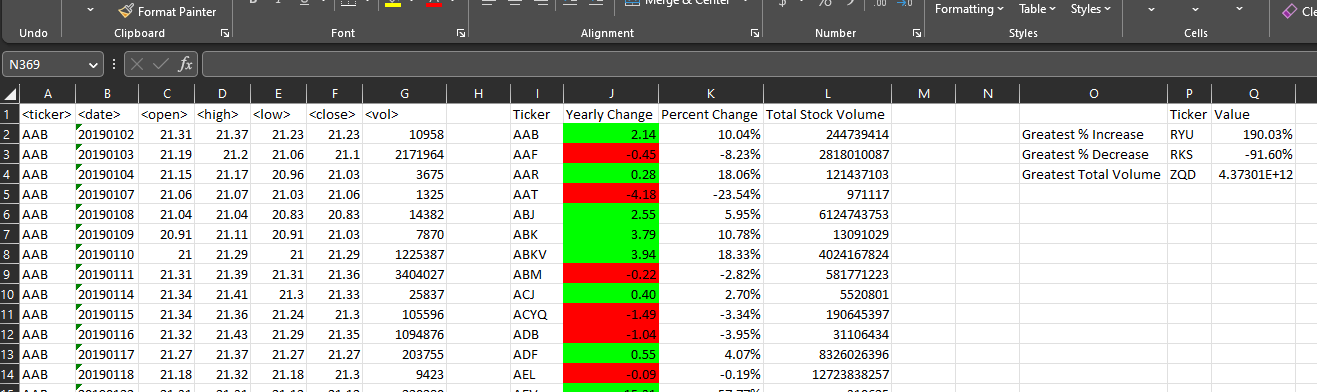 Format Painter
Merge & Center
Formatting Table Styles
Undo Clipboard Font Alignment Number Styles Cells
N369 fx
A B C D E F G H I J K L M N O P Q
1 <ticker> <date> <open> <high> <low> <close> <vol> Ticker Yearly Change Percent Change Total Stock Volume Ticker Value
2 AAB 20190102 21.31 21.37 21.23 21.23 10958 AAB 2.14 10.04% 244739414 Greatest % Increase RYU 190.03%
3 AAB 20190103 21.19 21.2 21.06 21.1 2171964 AAF -0.45 -8.23% 2818010087 Greatest % Decrease RKS -91.60%
4 AAB 20190104 21.15 21.17 20.96 21.03 3675 AAR 0.28 18.06% 121437103 Greatest Total Volume ZQD 4.37301E+12
5 AAB 20190107 21.06 21.07 21.03 21.06 1325 AAT -4.18 -23.54% 971117
6 AAB 20190108 21.04 21.04 20.83 20.83 14382 ABJ 2.55 5.95% 6124743753
7 AAB 20190109 20.91 21.11 20.91 21.03 7870 ABK 3.79 10.78% 13091029
8 AAB 20190110 21 21.29 21 21.29 1225387 ABKV 3.94 18.33% 4024167824
9 AAB 20190111 21.31 21.39 21.31 21.36 3404027 ABM -0.22 -2.82% 581771223
10 AAB 20190114 21.34 21.41 21.3 21.33 25837 ACJ 0.40 2.70% 5520801
11 AAB 20190115 21.34 21.36 21.24 21.3 105596 ACYQ -1.49 -3.34% 190645397
12 AAB 20190116 21.32 21.43 21.29 21.35 1094876 ADB -1.04 -3.95% 31106434
13 AAB 20190117 21.27 21.37 21.27 21.27 203755 ADF 0.55 4.07% 8326026396
14 AAB 20190118 21.18 21.32 21.18 21.3 9423 AEL -0.09 -0.19% 12723838257